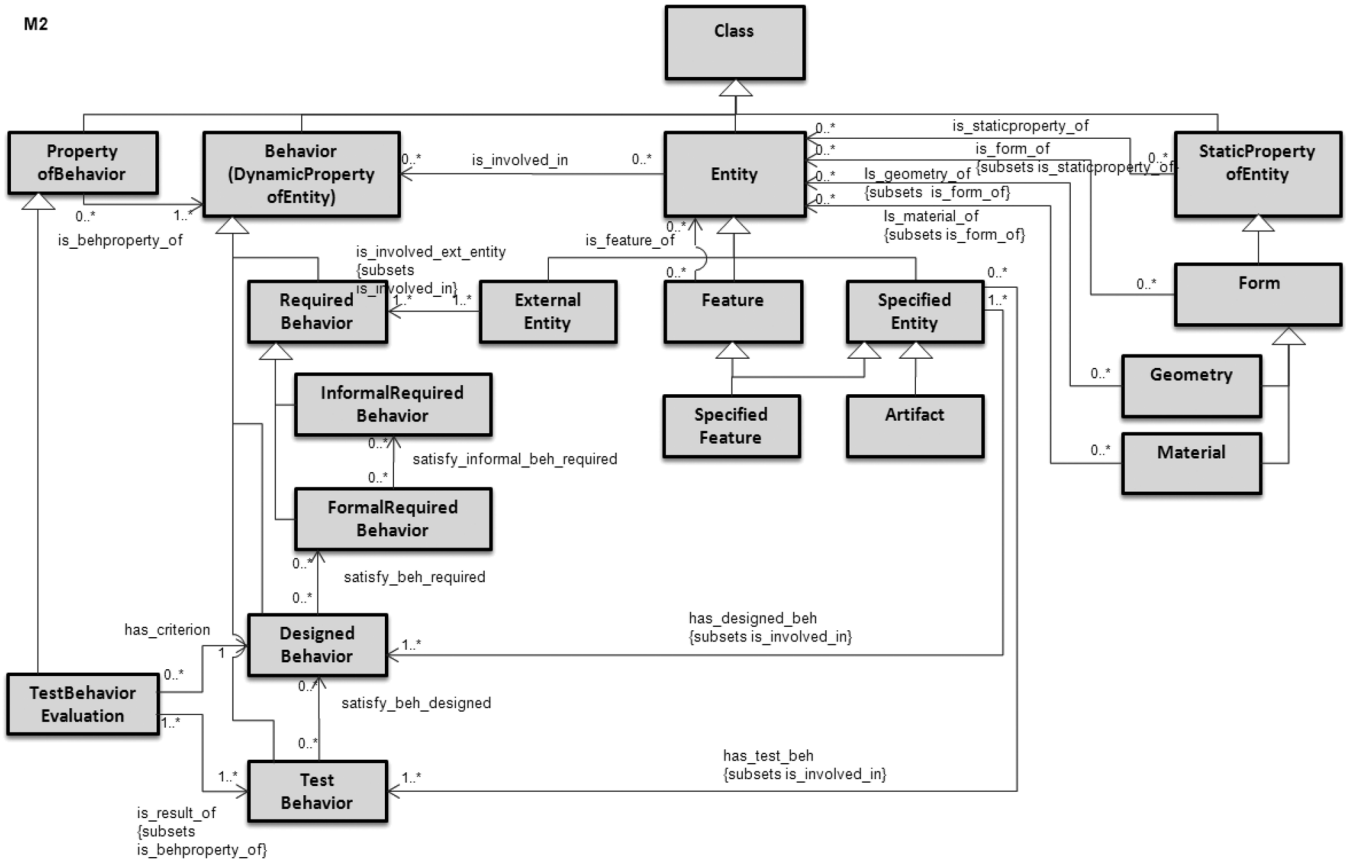 M2
Class
Property
ofBehavior
Behavior
(DynamicProperty
ofEntity)
0..*
is_involved_in
0..*
Entity
0..*
is_staticproperty_of
0..*
0..*
is_form_of
{subsets is_staticproperty_of
0..*
Is_geometry_of
{subsets is_form_of}
0..*
Is_material_of
{subsets is_form_of}
StaticProperty
ofEntity
0..*
1..*
is_behproperty_of
is_involved_ext_entity
{subsets
is_involved_in}
1..*
1..*
0..*
is_feature_of
0..*
Required
Behavior
External
Entity
Feature
Specified
Entity
0..*
1..*
0..*
Form
InformalRequired
Behavior
Specified
Feature
Artifact
0..*
Geometry
0..*
Material
0..*
satisfy_informal_beh_required
0..*
FormalRequired
Behavior
0..*
satisfy_beh_required
0..*
has_criterion
1
Designed
Behavior
has_designed_beh
{subsets is_involved_in}
1..*
0..*
TestBehavior
Evaluation
1..*
0..*
satisfy_beh_designed
0..*
1..*
Test
Behavior
has_test_beh
{subsets is_involved_in}
1..*
is_result_of
{subsets
is_behproperty_of}